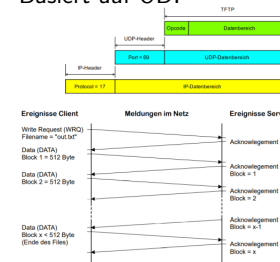 Basiert auf UDP
TFTP
Opcode Datenbereich
UDP-Header
Port = 69 UDP-Datenbereich
IP-Header
Protocol = 17 IP-Datenbereich
Ereignisse Client Meldungen im Netz Ereignisse Serv
Write Request (WRQ)
Filename = "out.txt"
Acknowlegement
Data (DATA)
Block 1 = 512 Byte
Acknowlegement
Block = 1
Data (DATA)
Block 2 = 512 Byte
Acknowlegement
Block = 2
Acknowlegement
Block = x-1
Data (DATA)
Block x < 512 Byte
(Ende des Files)
Acknowlegement
Block = x